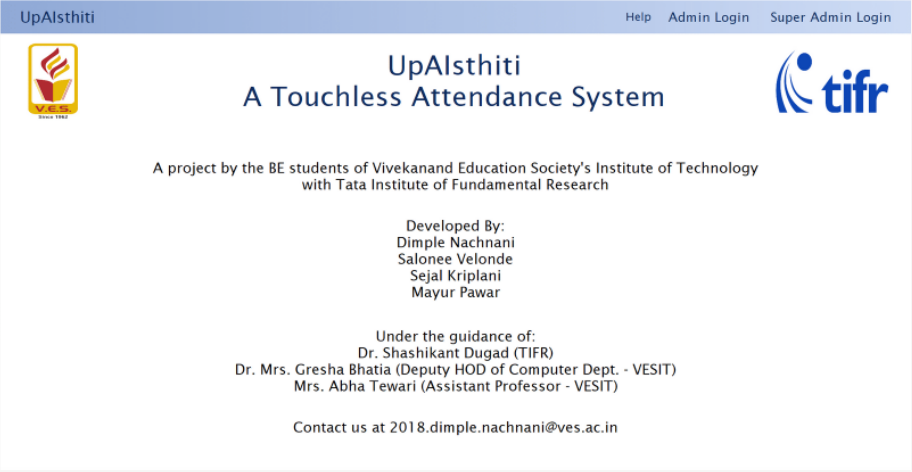 UpAIsthiti
Help Admin Login Super Admin Login
V.E.S.
Since 1962
UpAIsthiti
A Touchless Attendance System
tifr
A project by the BE students of Vivekanand Education Society's Institute of Technology
with Tata Institute of Fundamental Research
Developed By:
Dimple Nachnani
Salonee Velonde
Sejal Kriplani
Mayur Pawar
Under the guidance of:
Dr. Shashikant Dugad (TIFR)
Dr. Mrs. Gresha Bhatia (Deputy HOD of Computer Dept. - VESIT)
Mrs. Abha Tewari (Assistant Professor - VESIT)
Contact us at 2018.dimple.nachnani@ves.ac.in